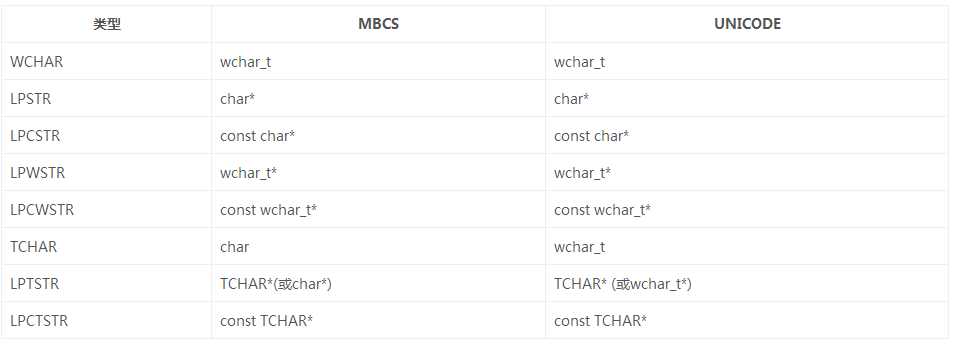 类型 MBCS UNICODE
WCHAR wchar_t wchar_t
LPSTR char* char*
LPCSTR const char* const char*
LPWSTR wchar_t* wchar_t*
LPCWSTR const wchar_t* const wchar_t*
TCHAR char wchar_t
LPTSTR TCHAR*(或char*) TCHAR* (或wchar_t*)
LPCTSTR const TCHAR* const TCHAR*